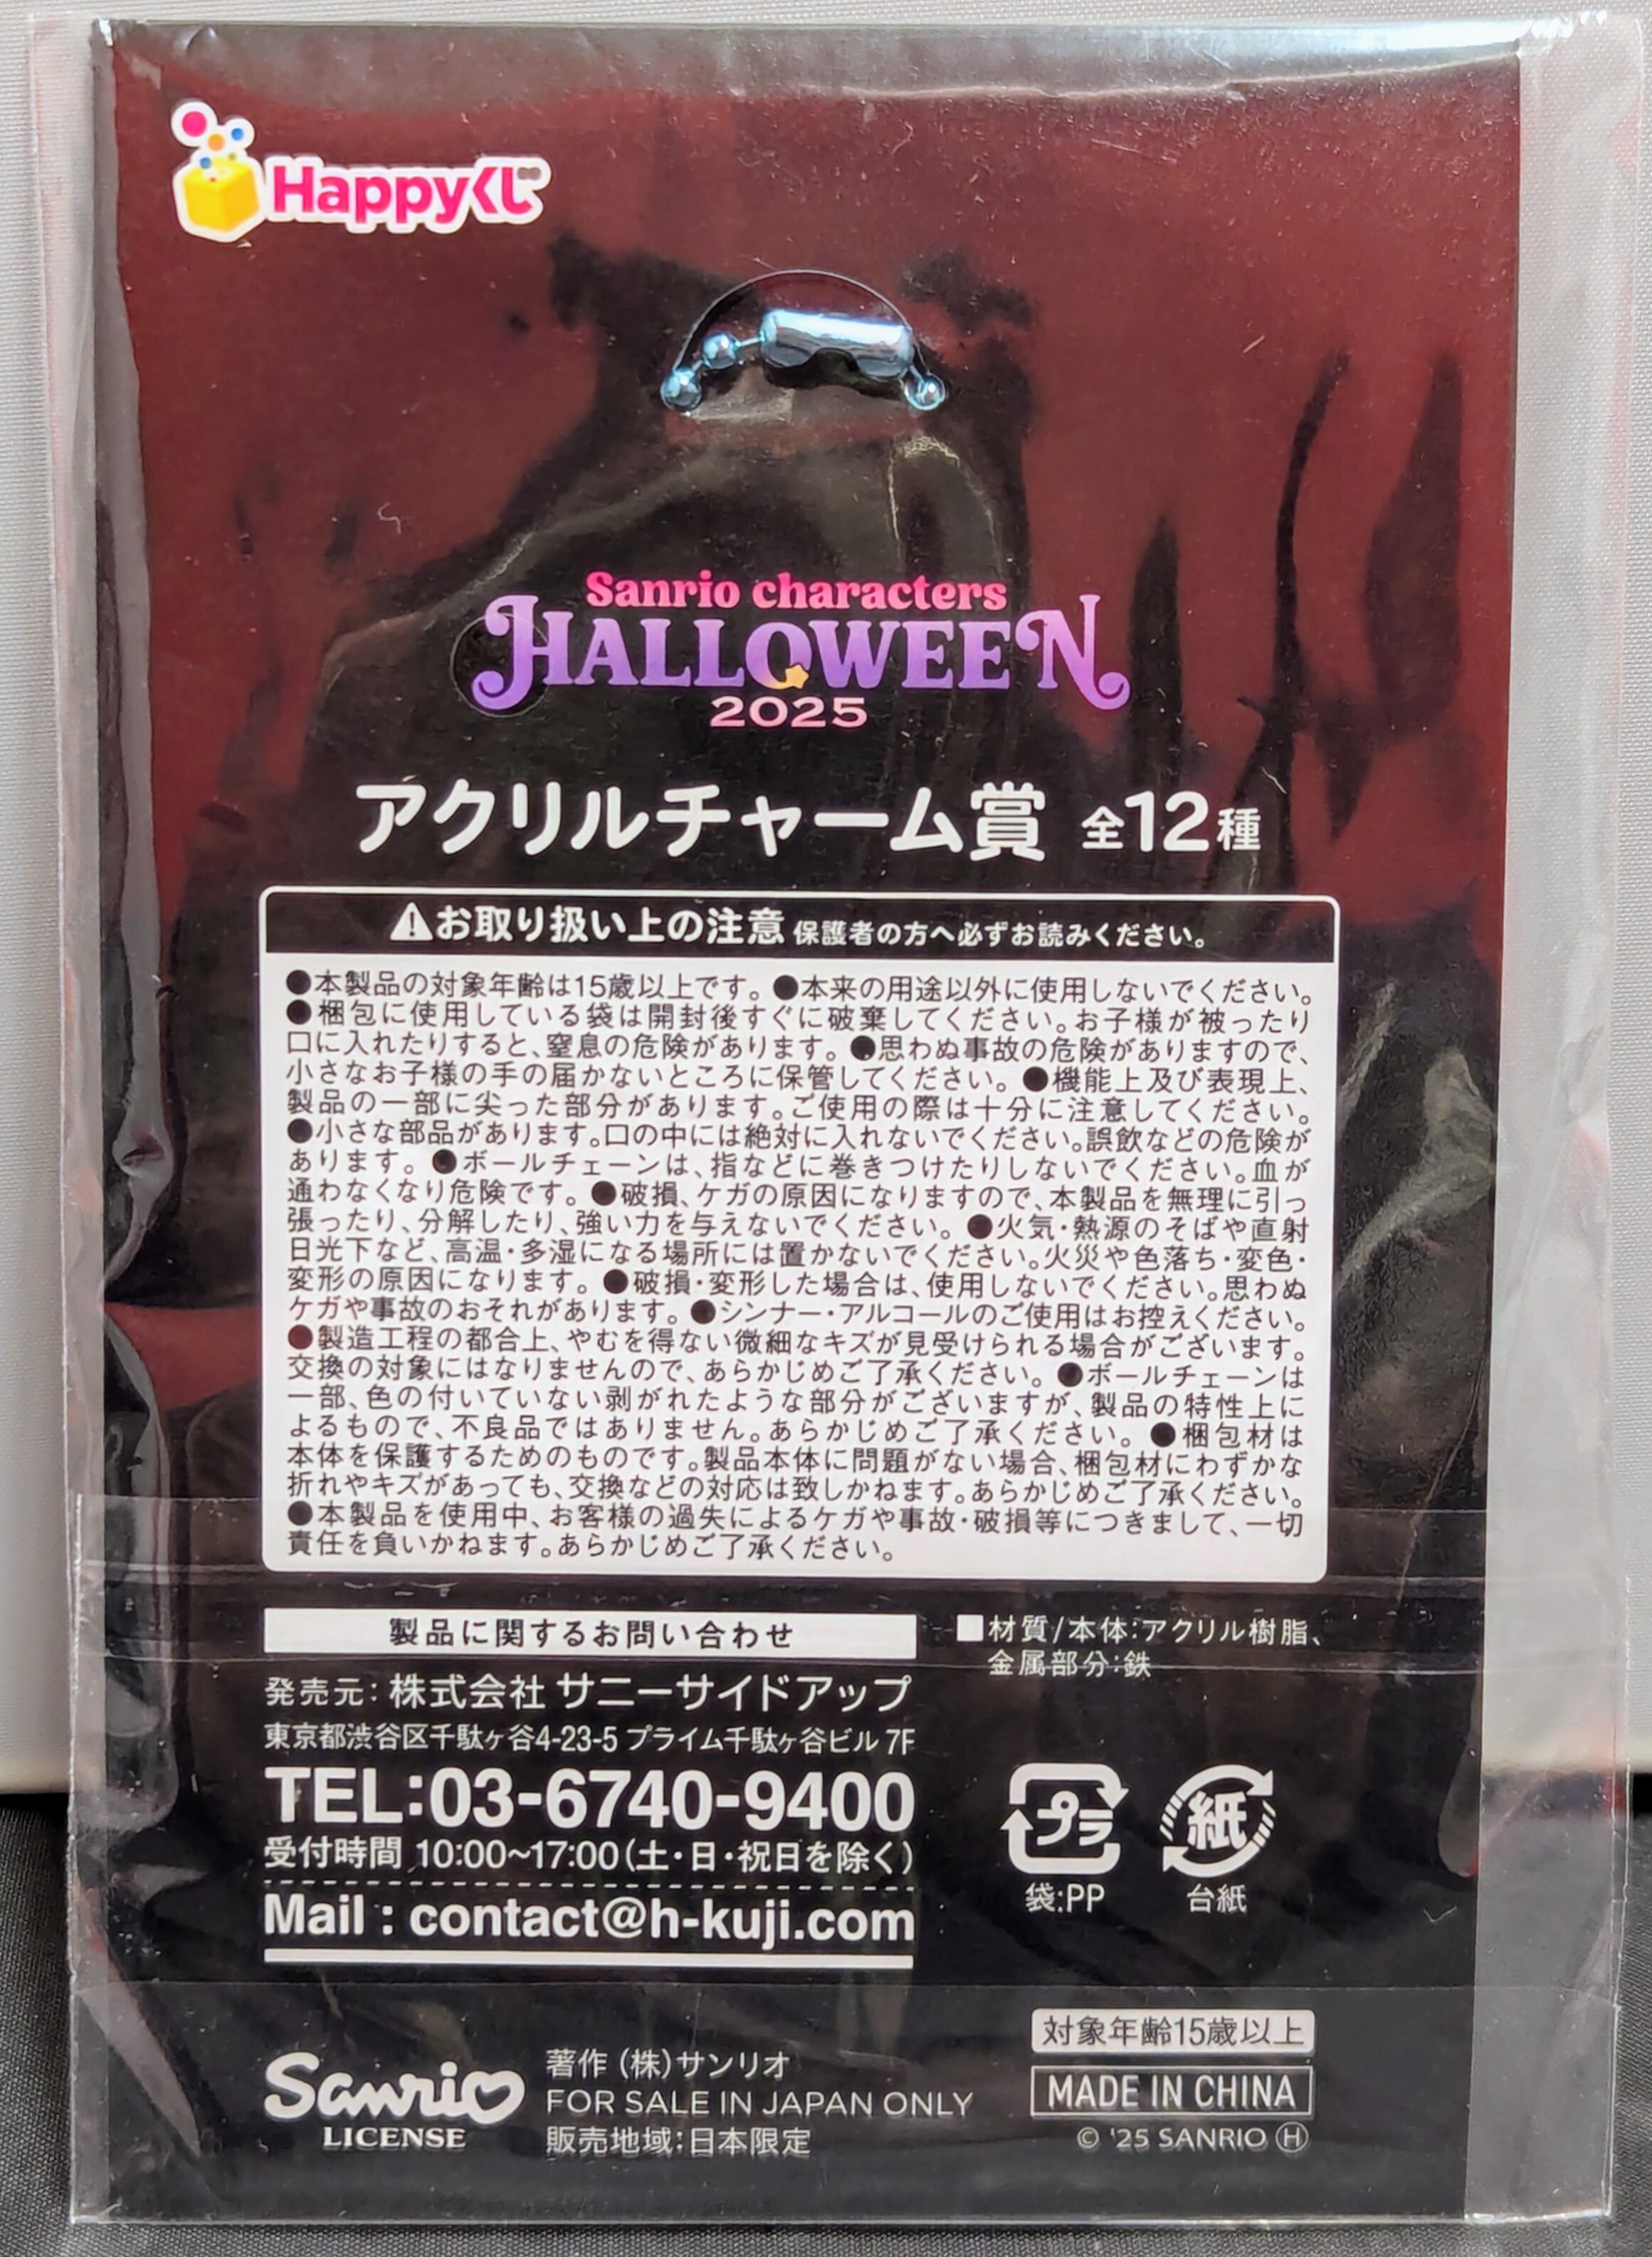 Happyくじ
Sanrio characters
HALLOWEEN
2025
アクリルチャーム賞 全12種
⚠お取り扱い上の注意 保護者の方へ必ずお読みください。
●本製品の対象年齢は15歳以上です。●本来の用途以外に使用しないでください。
●梱包に使用している袋は開封後すぐに破棄してください。お子様が被ったり
口に入れたりすると、窒息の危険があります。●思わぬ事故の危険がありますので、
小さなお子様の手の届かないところに保管してください。●機能上及び表現上、
製品の一部に尖った部分があります。ご使用の際は十分に注意してください。
●小さな部品があります。口の中には絶対に入れないでください。誤飲などの危険が
あります。●ボールチェーンは、指などに巻きつけたりしないでください。血が
通わなくなり危険です。●破損、ケガの原因になりますので、本製品を無理に引っ
張ったり、分解したり、強い力を与えないでください。●火気・熱源のそばや直射
日光下など、高温・多湿になる場所には置かないでください。火災や色落ち・変色・
変形の原因になります。●破損・変形した場合は、使用しないでください。思わぬ
ケガや事故のおそれがあります。●シンナー・アルコールのご使用はお控えください。
●製造工程の都合上、やむを得ない微細なキズが見受けられる場合がございます。
交換の対象にはなりませんので、あらかじめご了承ください。●ボールチェーンは
一部、色の付いていない剥がれたような部分がございますが、製品の特性上に
よるもので、不良品ではありません。あらかじめご了承ください。●梱包材は
本体を保護するためのものです。製品本体に問題がない場合、梱包材にわずかな
折れやキズがあっても、交換などの対応は致しかねます。あらかじめご了承ください。
●本製品を使用中、お客様の過失によるケガや事故・破損等につきまして、一切
責任を負いかねます。あらかじめご了承ください。
製品に関するお問い合わせ
発売元：株式会社 サニーサイドアップ
東京都渋谷区千駄ヶ谷4-23-5 プライム千駄ヶ谷ビル 7F
TEL:03-6740-9400
受付時間 10:00~17:00（土・日・祝日を除く）
Mail : contact@h-kuji.com
■材質/本体：アクリル樹脂、
金属部分：鉄
プラ 紙
袋:PP 台紙
Sanrio
LICENSE
著作（株）サンリオ
FOR SALE IN JAPAN ONLY
販売地域：日本限定
対象年齢15歳以上
MADE IN CHINA
© '25 SANRIO Ⓗ